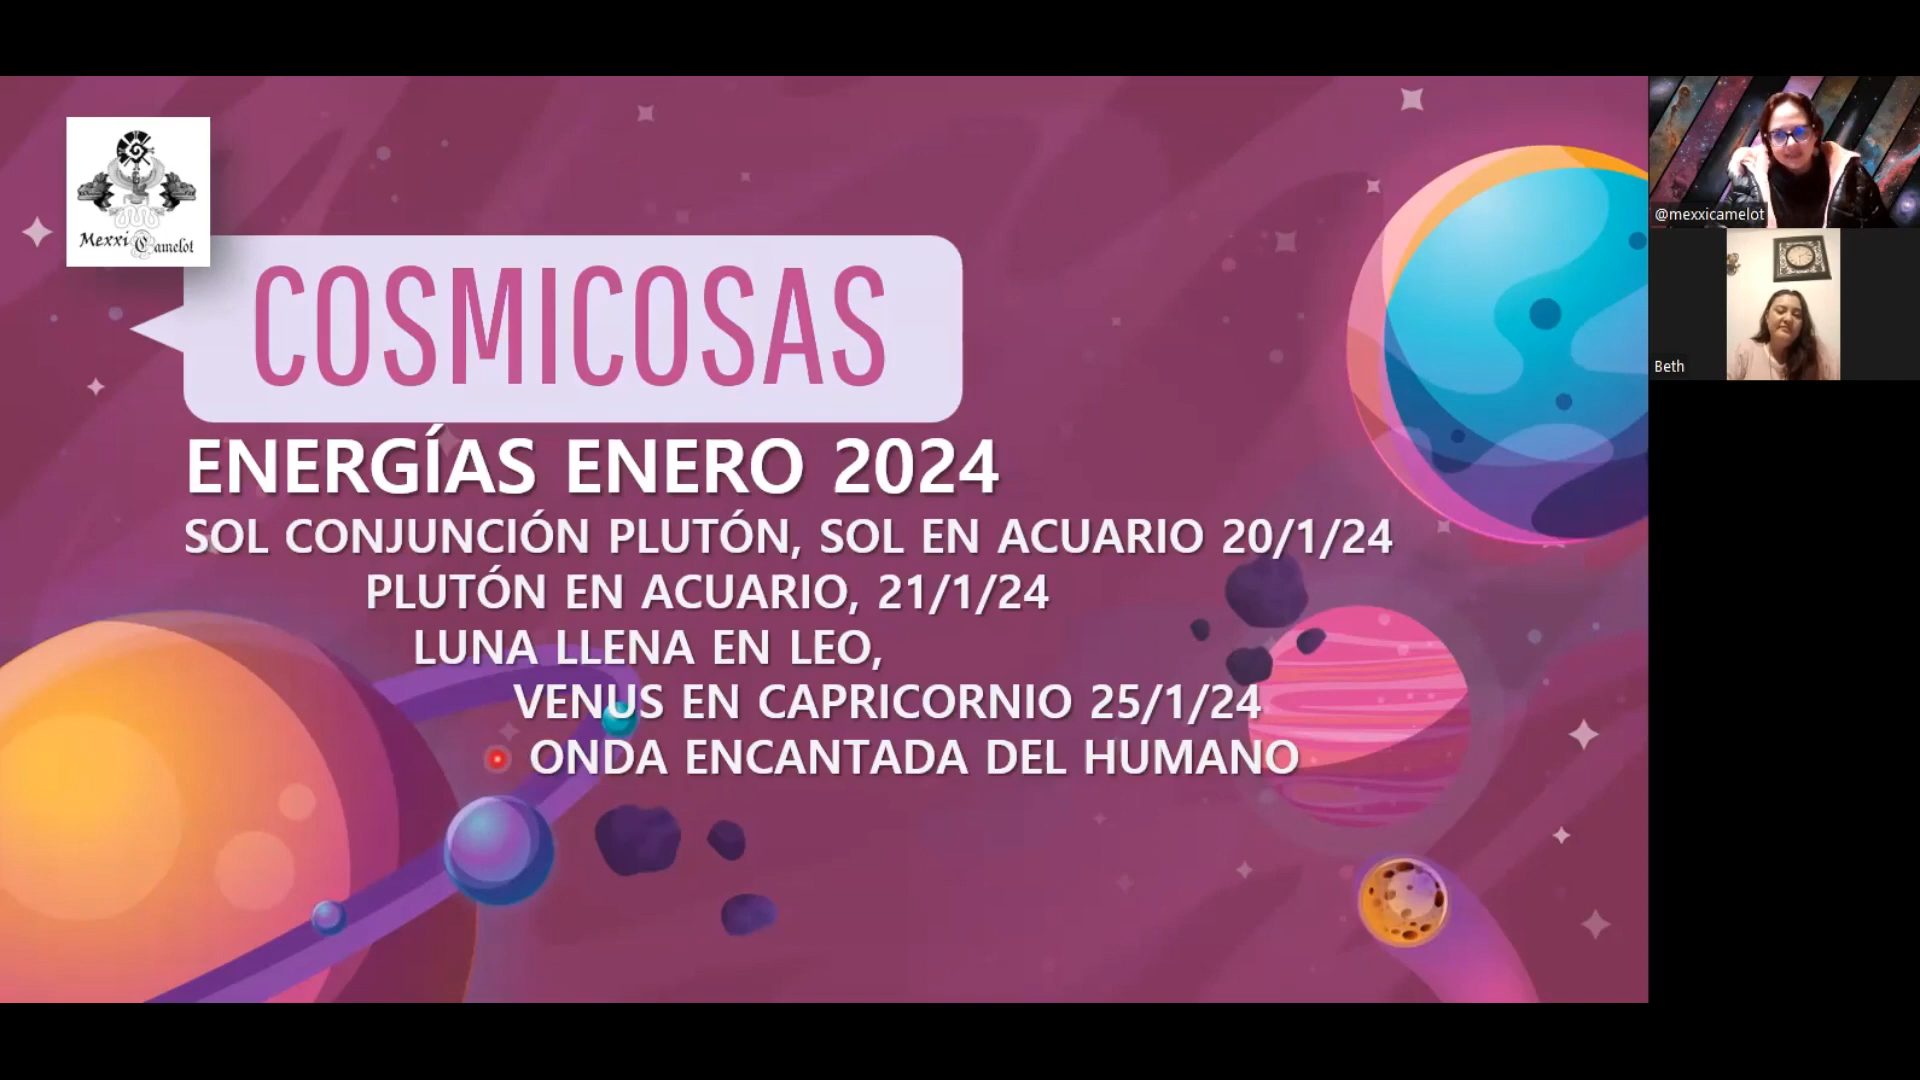 Mexxi Camelot
COSMICOSAS
ENERGÍAS ENERO 2024
SOL CONJUNCIÓN PLUTÓN, SOL EN ACUARIO 20/1/24
PLUTÓN EN ACUARIO, 21/1/24
LUNA LLENA EN LEO,
VENUS EN CAPRICORNIO 25/1/24
ONDA ENCANTADA DEL HUMANO
@mexxicamelot
Beth